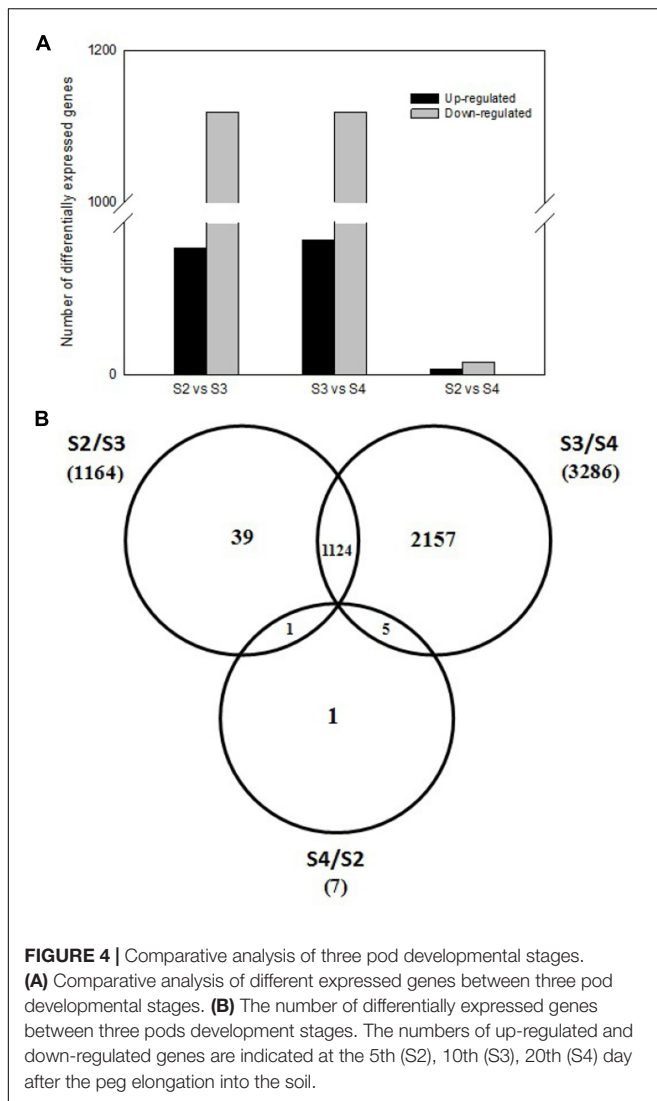 A
1200
Up-regulated
Down-regulated
Number of differentially expressed genes
1000
0
S2 vs S3
S3 vs S4
S2 vs S4
B
S2/S3
(1164)
S3/S4
(3286)
39
1124
2157
1
5
1
S4/S2
(7)
FIGURE 4 | Comparative analysis of three pod developmental stages.
(A) Comparative analysis of different expressed genes between three pod
developmental stages. (B) The number of differentially expressed genes
between three pods development stages. The numbers of up-regulated and
down-regulated genes are indicated at the 5th (S2), 10th (S3), 20th (S4) day
after the peg elongation into the soil.